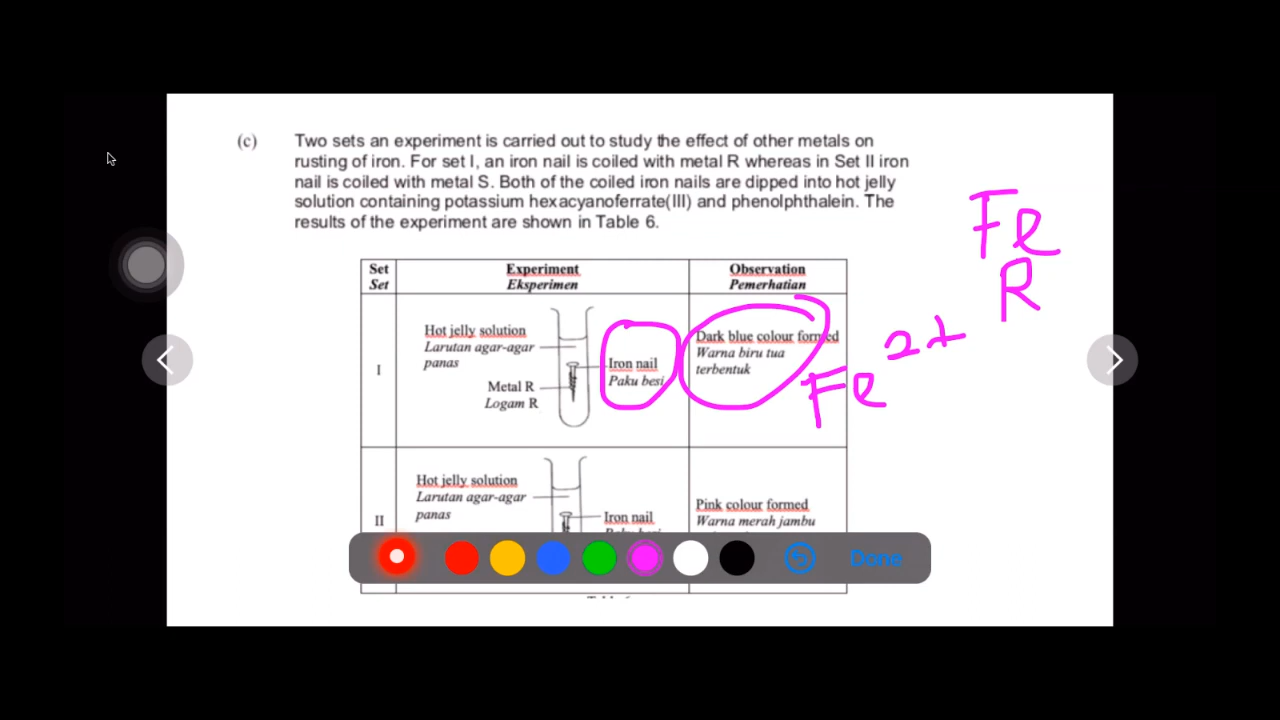 (c) Two sets an experiment is carried out to study the effect of other metals on
rusting of iron. For set I, an iron nail is coiled with metal R whereas in Set II iron
nail is coiled with metal S. Both of the coiled iron nails are dipped into hot jelly
solution containing potassium hexacyanoferrate(III) and phenolphthalein. The
results of the experiment are shown in Table 6.
Fe
R
Set
Set
Experiment
Eksperimen
Observation
Pemerhatian
I
Hot jelly solution
Larutan agar-agar
panas
Metal R
Logam R
Iron nail
Paku besi
Dark blue colour formed
Warna biru tua
terbentuk
Fe 2+
II
Hot jelly solution
Larutan agar-agar
panas
Iron nail
Pink colour formed
Warna merah jambu
Done